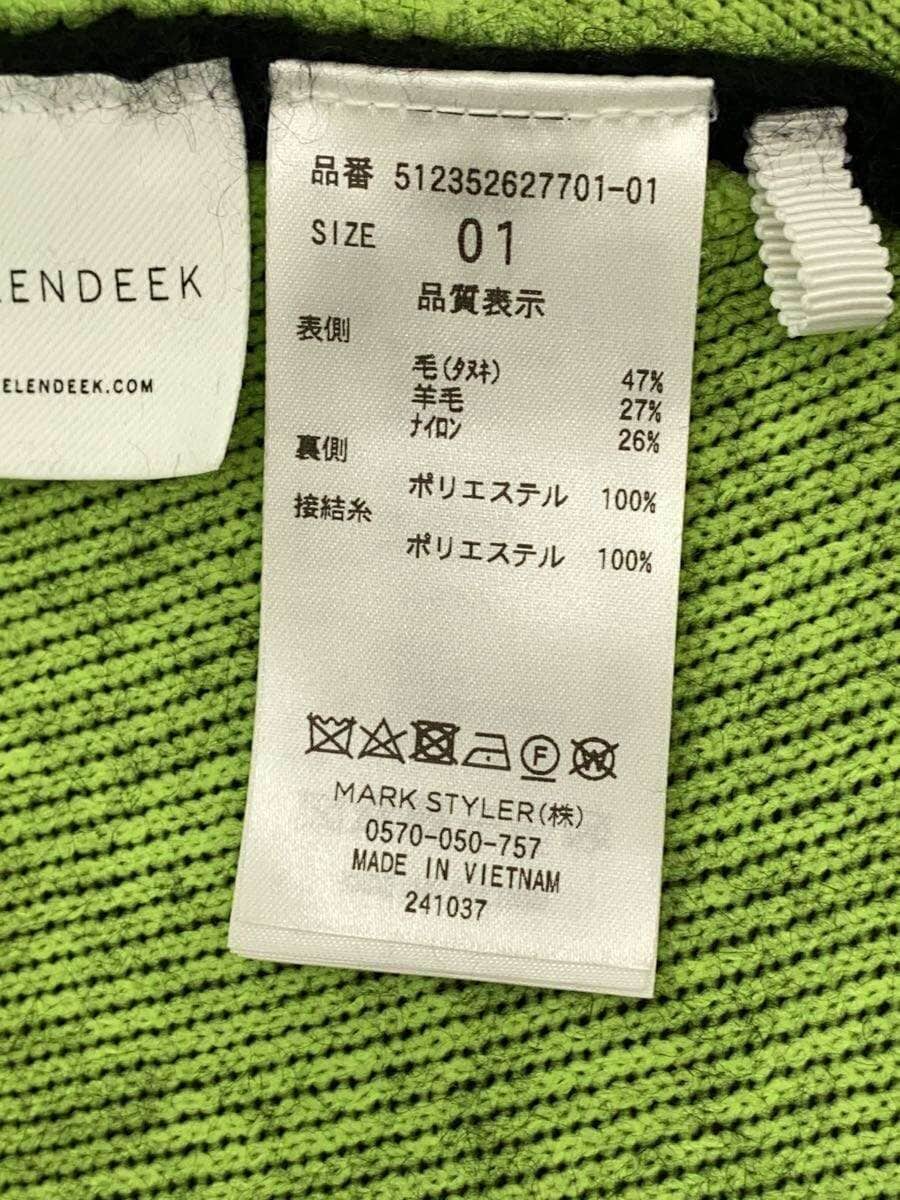 LENDEEK
ELENDEEK.COM
品番 512352627701-01
SIZE 01
品質表示
表側
毛(タヌキ) 47%
羊毛 27%
ナイロン 26%
裏側
ポリエステル 100%
接結糸
ポリエステル 100%
F
W
MARK STYLER(株)
0570-050-757
MADE IN VIETNAM
241037